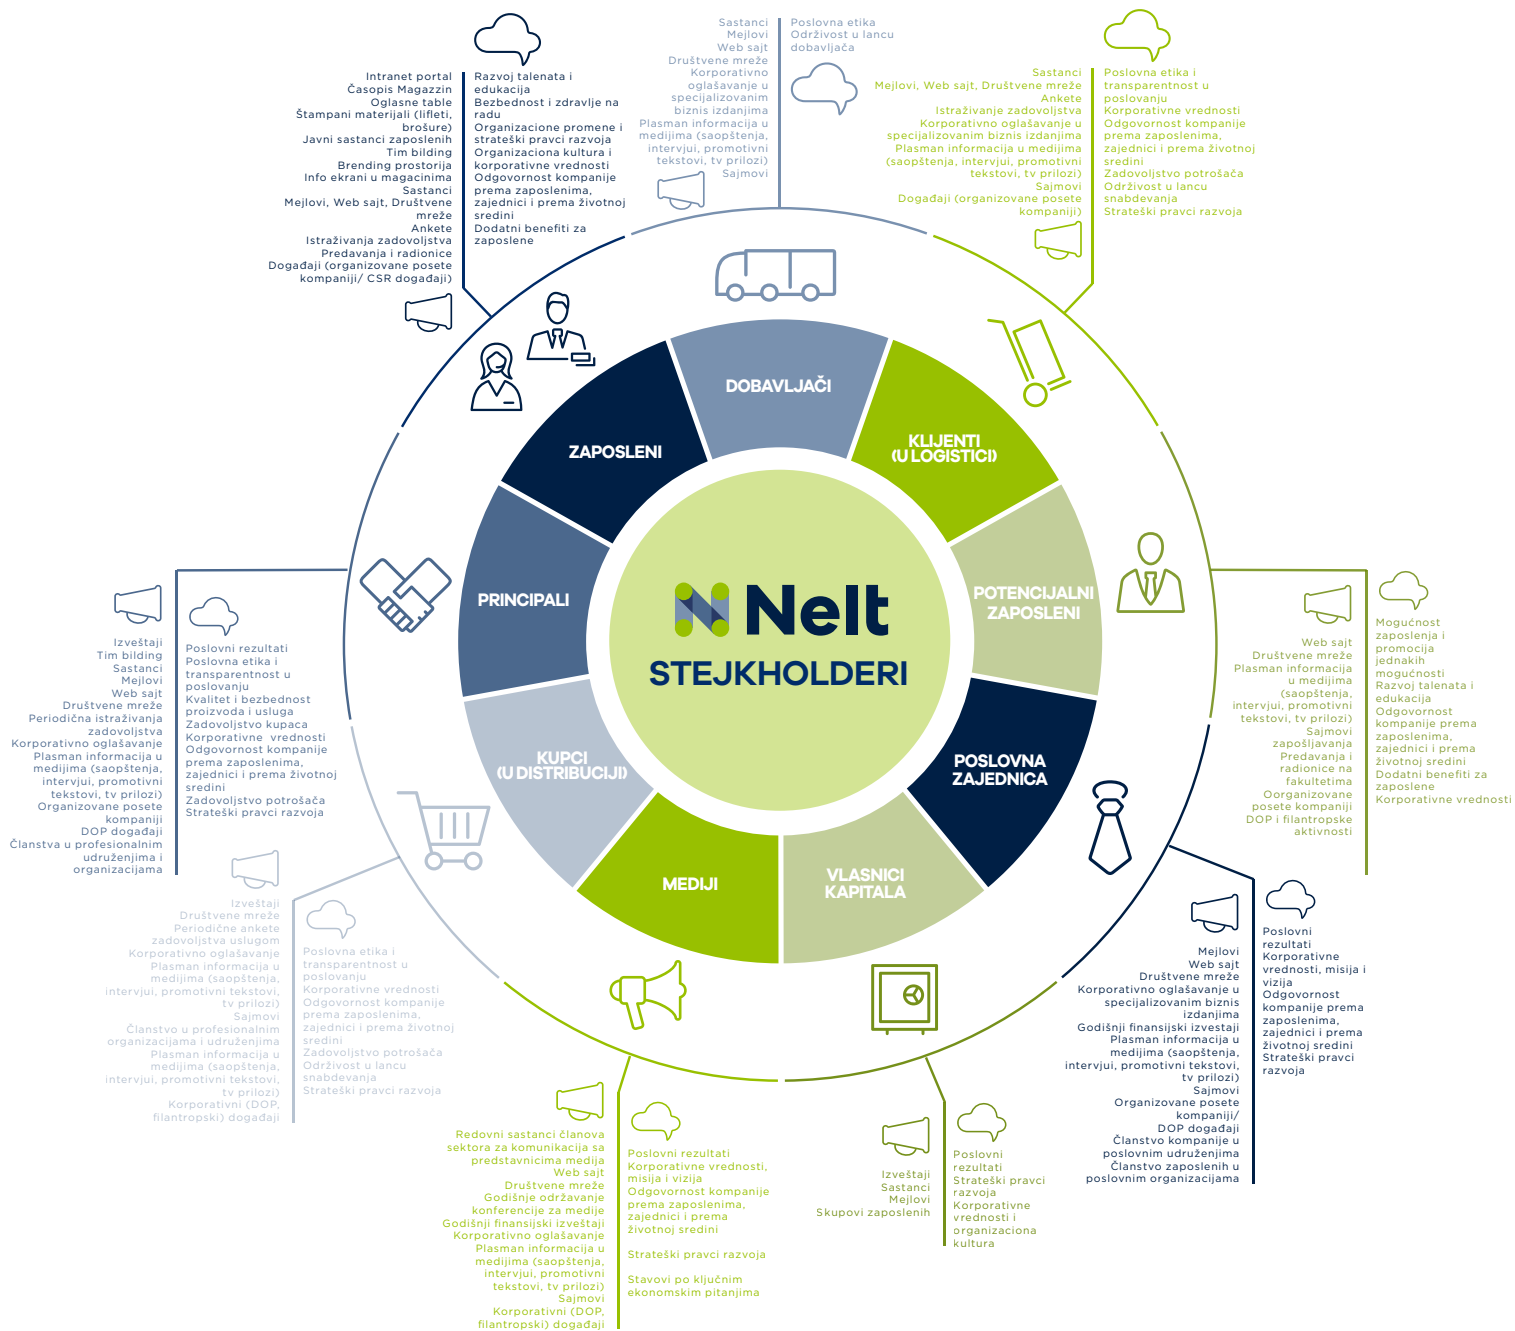 Intranet portal
Časopis Magazzin
Oglasne table
Štampani materijali (lifleti,
brošure)
Javni sastanci zaposlenih
Tim bilding
Brending prostorija
Info ekrani u magacinima
Sastanci
Mejlovi, Web sajt, Društvene
mreže
Ankete
Istraživanja zadovoljstva
Predavanja i radionice
Događaji (organizovane posete
kompaniji/ CSR događaji)
Razvoj talenata i
edukacija
Bezbednost i zdravlje na
radu
Organizacione promene i
strateški pravci razvoja
Organizaciona kultura i
korporativne vrednosti
Odgovornost kompanije
prema zaposlenima,
zajednici i prema životnoj
sredini
Dodatni benefiti za
zaposlene
Sastanci
Mejlovi
Web sajt
Društvene mreže
Korporativno
oglašavanje u
specijalizovanim
biznis izdanjima
Plasman informacija u
medijima (saopštenja,
intervjui, promotivni
tekstovi, tv prilozi)
Sajmovi
Poslovna etika
Održivost u lancu
dobavljača
Sastanci
Mejlovi, Web sajt, Društvene mreže
Ankete
Istraživanje zadovoljstva
Korporativno oglašavanje u
specijalizovanim biznis izdanjima
Plasman informacija u medijima
(saopštenja, intervjui, promotivni
tekstovi, tv prilozi)
Sajmovi
Događaji (organizovane posete
kompaniji)
Poslovna etika i
transparentnost u
poslovanju
Korporativne vrednosti
Odgovornost kompanije
prema zaposlenima,
zajednici i prema životnoj
sredini
Zadovoljstvo potrošača
Održivost u lancu
snabdevanja
Strateški pravci razvoja
DOBAVLJAČI
ZAPOSLENI
KLIJENTI
(U LOGISTICI)
PRINCIPALI
POTENCIJALNI
ZAPOSLENI
Nelt
STEJKHOLDERI
KUPCI
(U DISTRIBUCIJI)
POSLOVNA
ZAJEDNICA
MEDIJI
VLASNICI
KAPITALA
Izveštaji
Tim bilding
Sastanci
Mejlovi
Web sajt
Društvene mreže
Periodična istraživanja
zadovoljstva
Korporativno oglašavanje
Plasman informacija u
medijima (saopštenja,
intervjui, promotivni
tekstovi, tv prilozi)
Organizovane posete
kompaniji
DOP događaji
Članstva u profesionalnim
udruženjima i
organizacijama
Poslovni rezultati
Poslovna etika i
transparentnost u
poslovanju
Kvalitet i bezbednost
proizvoda i usluga
Zadovoljstvo kupaca
Korporativne  vrednosti
Odgovornost kompanije
prema zaposlenima,
zajednici i prema životnoj
sredini
Zadovoljstvo potrošača
Strateški pravci razvoja
Web sajt
Društvene mreže
Plasman informacija
u medijima
(saopštenja,
intervjui, promotivni
tekstovi, tv prilozi)
Sajmovi
zapošljavanja
Predavanja i
radionice na
fakultetima
Oorganizovane
posete kompaniji
DOP i filantropske
aktivnosti
Mogućnost
zaposlenja i
promocija
jednakih
mogućnosti
Razvoj talenata i
edukacija
Odgovornost
kompanije prema
zaposlenima,
zajednici i prema
životnoj sredini
Dodatni benefiti za
zaposlene
Korporativne vrednosti
Izveštaji
Društvene mreže
Periodične ankete
zadovoljstva uslugom
Korporativno oglašavanje
Plasman informacija u
medijima (saopštenja,
intervjui, promotivni tekstovi,
tv prilozi)
Sajmovi
Članstvo u profesionalnim
organizacijama i udruženjima
Plasman informacija u
medijima (saopštenja,
intervjui, promotivni tekstovi,
tv prilozi)
Korporativni (DOP,
filantropski) događaji
Poslovna etika i
transparentnost u
poslovanju
Korporativne vrednosti
Odgovornost kompanije
prema zaposlenima,
zajednici i prema životnoj
sredini
Zadovoljstvo potrošača
Održivost u lancu
snabdevanja
Strateški pravci razvoja
Mejlovi
Web sajt
Društvene mreže
Korporativno oglašavanje u
specijalizovanim biznis
izdanjima
Godišnji finansijski izvestaji
Plasman informacija u
medijima (saopštenja,
intervjui, promotivni tekstovi,
tv prilozi)
Sajmovi
Organizovane posete
kompaniji/
DOP događaji
Članstvo kompanije u
poslovnim udruženjima
Članstvo zaposlenih u
poslovnim organizacijama
Poslovni
rezultati
Korporativne
vrednosti, misija i
vizija
Odgovornost
kompanije prema
zaposlenima,
zajednici i prema
životnoj sredini
Strateški pravci
razvoja
Redovni sastanci članova
sektora za komunikacija sa
predstavnicima medija
Web sajt
Društvene mreže
Godišnje održavanje
konferencije za medije
Godišnji finansijski izveštaji
Korporativno oglašavanje
Plasman informacija u
medijima (saopštenja,
intervjui, promotivni
tekstovi, tv prilozi)
Sajmovi
Korporativni (DOP,
filantropski) događaji
Poslovni rezultati
Korporativne vrednosti,
misija i vizija
Odgovornost kompanije
prema zaposlenima,
zajednici i prema
životnoj sredini
Strateški pravci razvoja
Stavovi po ključnim
ekonomskim pitanjima
Izveštaji
Sastanci
Mejlovi
Skupovi zaposlenih
Poslovni
rezultati
Strateški pravci
razvoja
Korporativne
vrednosti i
organizaciona
kultura